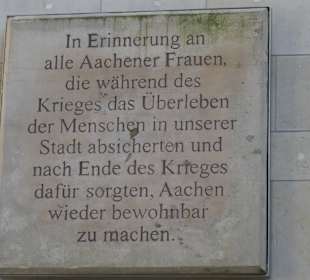 In Erinnerung an
alle Aachener Frauen,
die während des
Krieges das Überleben
der Menschen in unserer
Stadt absicherten und
nach Ende des Krieges
dafür sorgten, Aachen
wieder bewohnbar
zu machen.